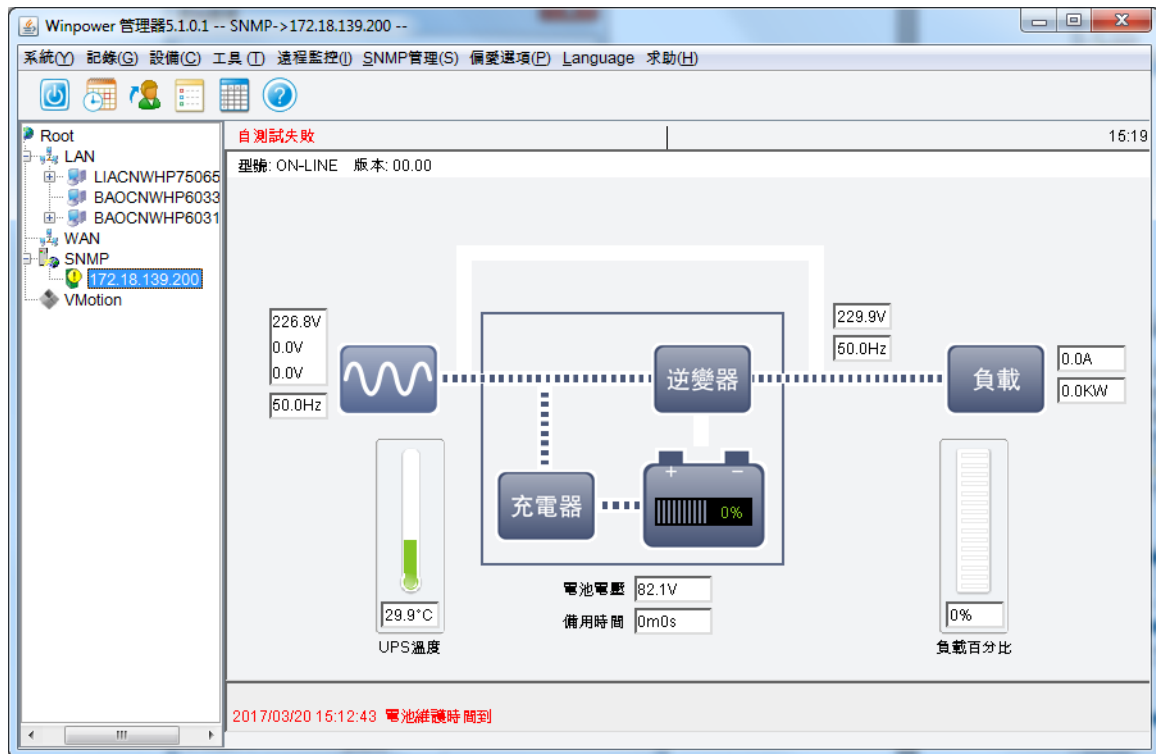 Winpower 管理器5.1.0.1 -- SNMP->172.18.139.200 --
系統(Y) 記錄(G) 設備(C) 工具(T) 遠程監控(I) SNMP管理(S) 偏愛選項(P) Language 求助(H)
Root
LAN
LIACNWHP75065
BAOCNWHP6033
BAOCNWHP6031
WAN
SNMP
172.18.139.200
VMotion
自測試失敗
15:19
型號: ON-LINE 版本: 00.00
226.8V
0.0V
0.0V
50.0Hz
逆變器
229.9V
50.0Hz
負載
0.0A
0.0KW
充電器
+ −
0%
29.9°C
UPS溫度
電池電壓 82.1V
備用時間 0m0s
0%
負載百分比
2017/03/20 15:12:43 電池維護時間到